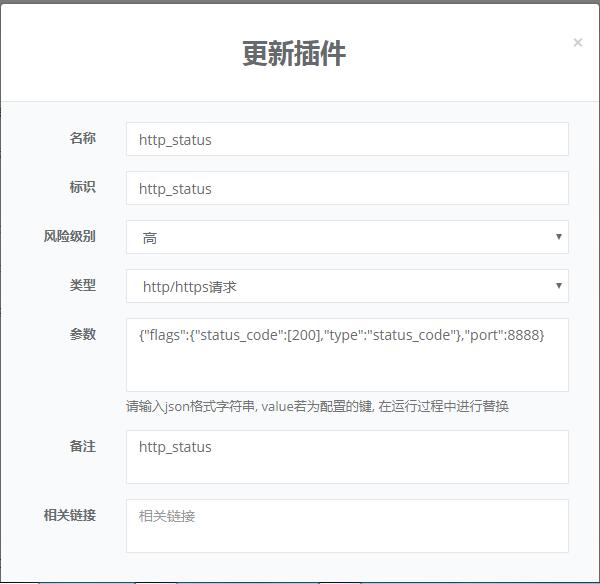 更新插件
×
名称
http_status
标识
http_status
风险级别
高
类型
http/https请求
参数
{"flags":{"status_code":[200],"type":"status_code"},"port":8888}
请输入json格式字符串, value若为配置的键, 在运行过程中进行替换
备注
http_status
相关链接
相关链接